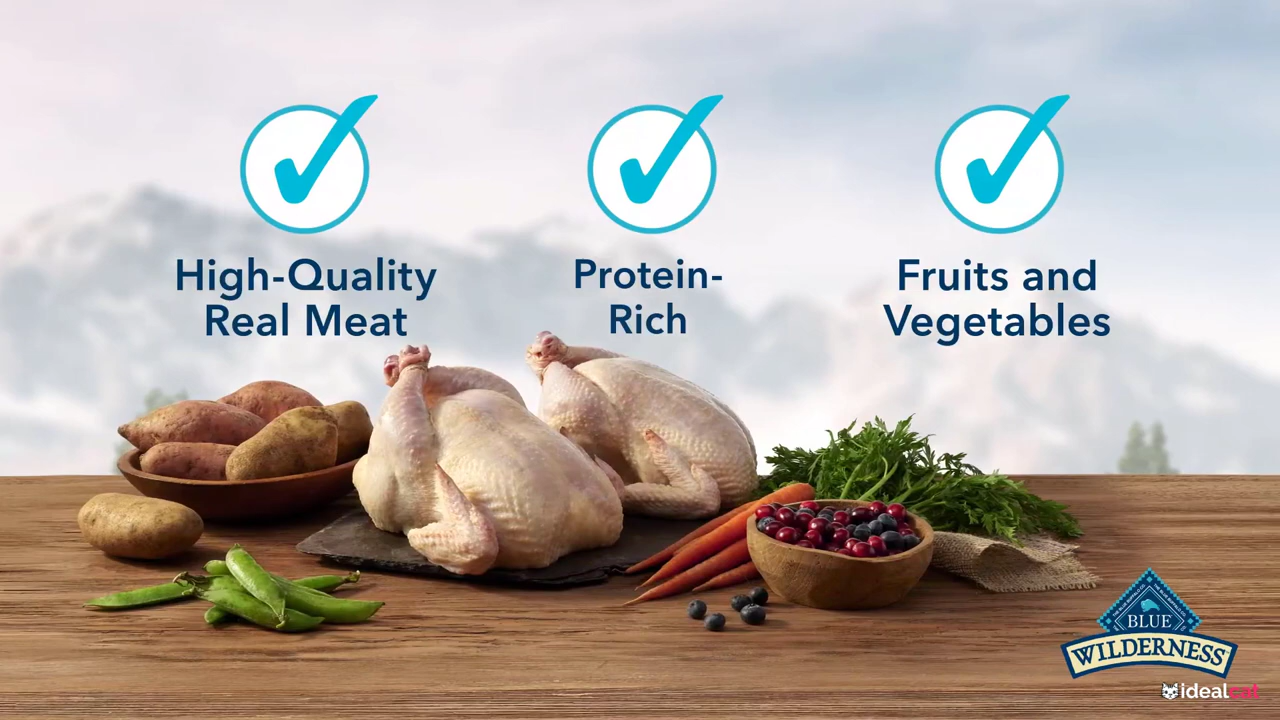 High-Quality
Real Meat
Protein-
Rich
Fruits and
Vegetables
BLUE
WILDERNESS
idealcat